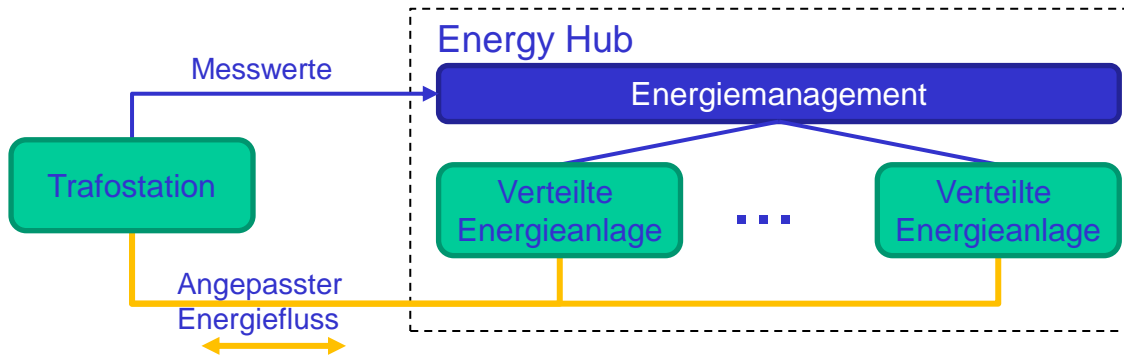 Energy Hub
Messwerte
Energiemanagement
Trafostation
Verteilte
Energieanlage
...
Verteilte
Energieanlage
Angepasster
Energiefluss